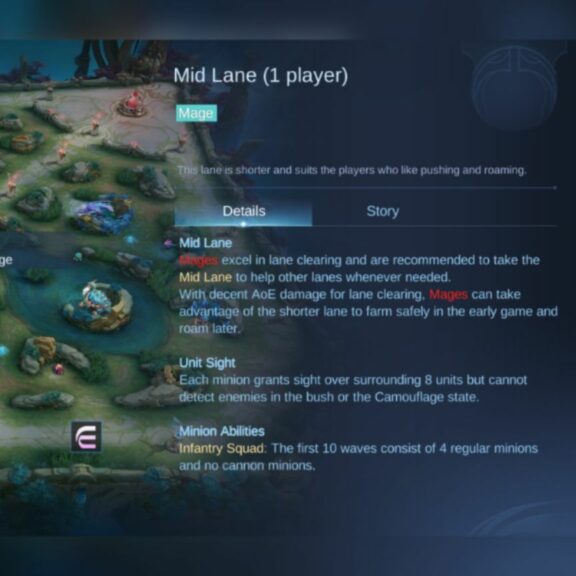 Mid Lane (1 player)
Mage
This lane is shorter and suits the players who like pushing and roaming.
Details
Story
Mid Lane
Mages excel in lane clearing and are recommended to take the
ge
Mid Lane to help other lanes whenever needed.
With decent AoE damage for lane clearing, Mages can take
advantage of the shorter lane to farm safely in the early game and
roam later.
Unit Sight
Each minion grants sight over surrounding 8 units but cannot
detect enemies in the bush or the Camouflage state.
Minion Abilities
Infantry Squad: The first 10 waves consist of 4 regular minions
and no cannon minions.